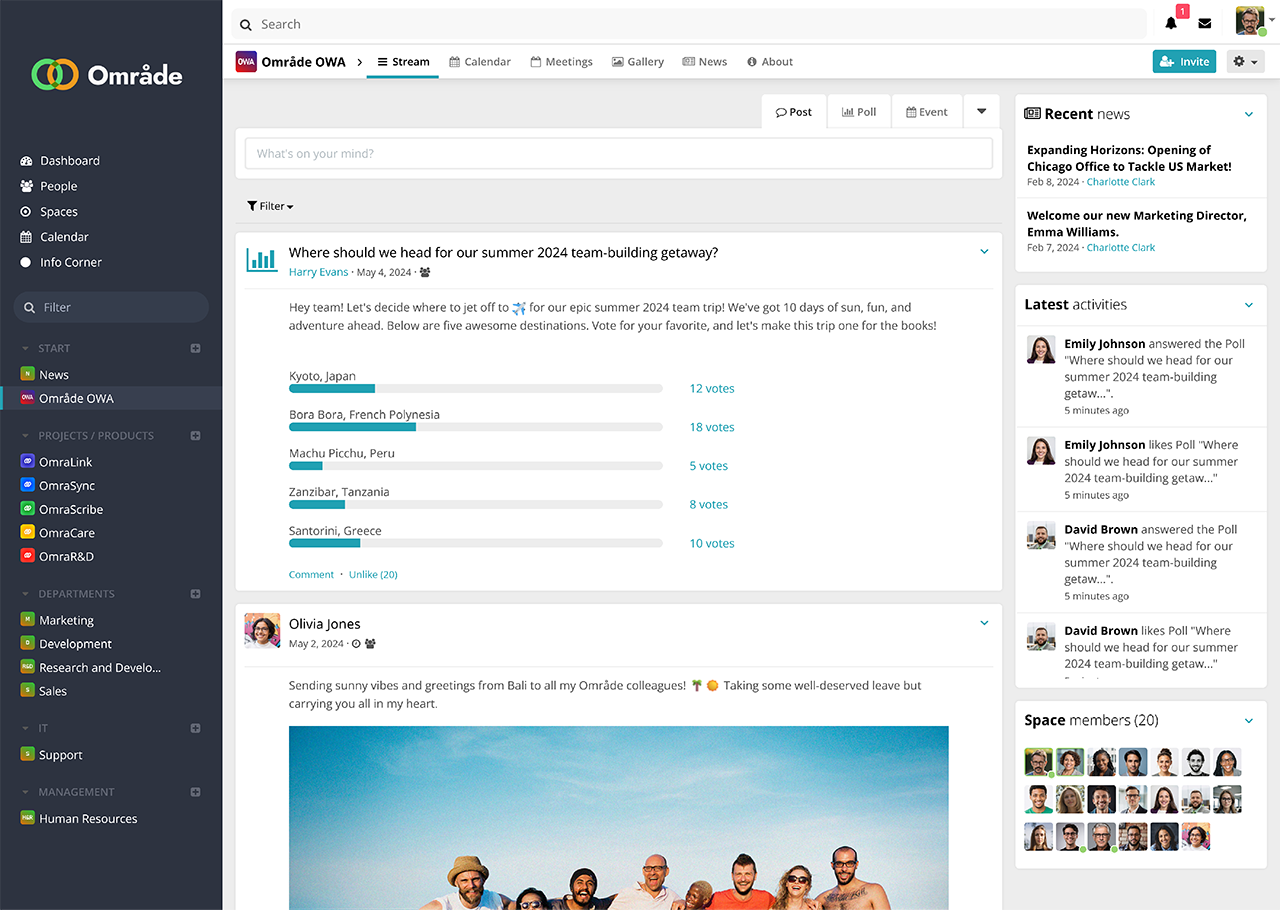 Område
Dashboard
People
Spaces
Calendar
Info Corner
Filter
START
N News
OWA Område OWA
PROJECTS / PRODUCTS
OmraLink
OmraSync
OmraScribe
OmraCare
OmraR&D
DEPARTMENTS
M Marketing
D Development
R&D Research and Develo...
S Sales
IT
S Support
MANAGEMENT
Human Resources
Search
1
OWA Område OWA > Stream Calendar Meetings Gallery News About Invite
Post Poll Event
What's on your mind?
Filter
Where should we head for our summer 2024 team-building getaway?
Harry Evans · May 4, 2024 ·
Hey team! Let's decide where to jet off to ✈️ for our epic summer 2024 team trip! We've got 10 days of sun, fun, and
adventure ahead. Below are five awesome destinations. Vote for your favorite, and let's make this trip one for the books!
Kyoto, Japan
12 votes
Bora Bora, French Polynesia
18 votes
Machu Picchu, Peru
5 votes
Zanzibar, Tanzania
8 votes
Santorini, Greece
10 votes
Comment · Unlike (20)
Olivia Jones
May 2, 2024 ·
Sending sunny vibes and greetings from Bali to all my Område colleagues! 🌴 🌞 Taking some well-deserved leave but
carrying you all in my heart.
Recent news
Expanding Horizons: Opening of
Chicago Office to Tackle US Market!
Feb 8, 2024 · Charlotte Clark
Welcome our new Marketing Director,
Emma Williams.
Feb 7, 2024 · Charlotte Clark
Latest activities
Emily Johnson answered the Poll
"Where should we head for our
summer 2024 team-building
getaw...".
5 minutes ago
Emily Johnson likes Poll "Where
should we head for our summer
2024 team-building getaw..."
5 minutes ago
David Brown answered the Poll
"Where should we head for our
summer 2024 team-building
getaw...".
5 minutes ago
David Brown likes Poll "Where
should we head for our summer
2024 team-building getaw..."
Space members (20)